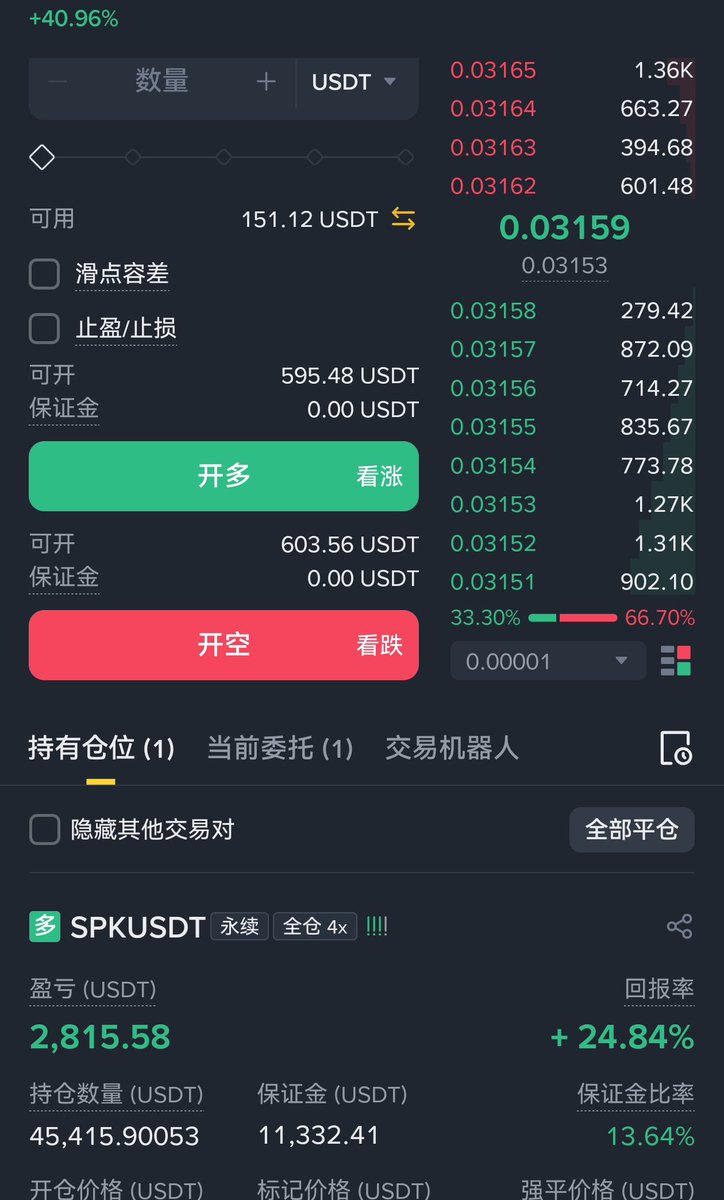 +40.96%
数量 + USDT
可用 151.12 USDT
滑点容差
止盈/止损
可开 595.48 USDT
保证金 0.00 USDT
开多 看涨
可开 603.56 USDT
保证金 0.00 USDT
开空 看跌
0.03165 1.36K
0.03164 663.27
0.03163 394.68
0.03162 601.48
0.03159
0.03153
0.03158 279.42
0.03157 872.09
0.03156 714.27
0.03155 835.67
0.03154 773.78
0.03153 1.27K
0.03152 1.31K
0.03151 902.10
33.30% 66.70%
0.00001
持有仓位 (1) 当前委托 (1) 交易机器人
隐藏其他交易对 全部平仓
多 SPKUSDT 永续 全仓 4x !!!!
盈亏 (USDT) 回报率
2,815.58 + 24.84%
持仓数量 (USDT) 保证金 (USDT) 保证金比率
45,415.90053 11,332.41 13.64%
开仓价格 (USDT) 标记价格 (USDT) 强平价格 (USDT)